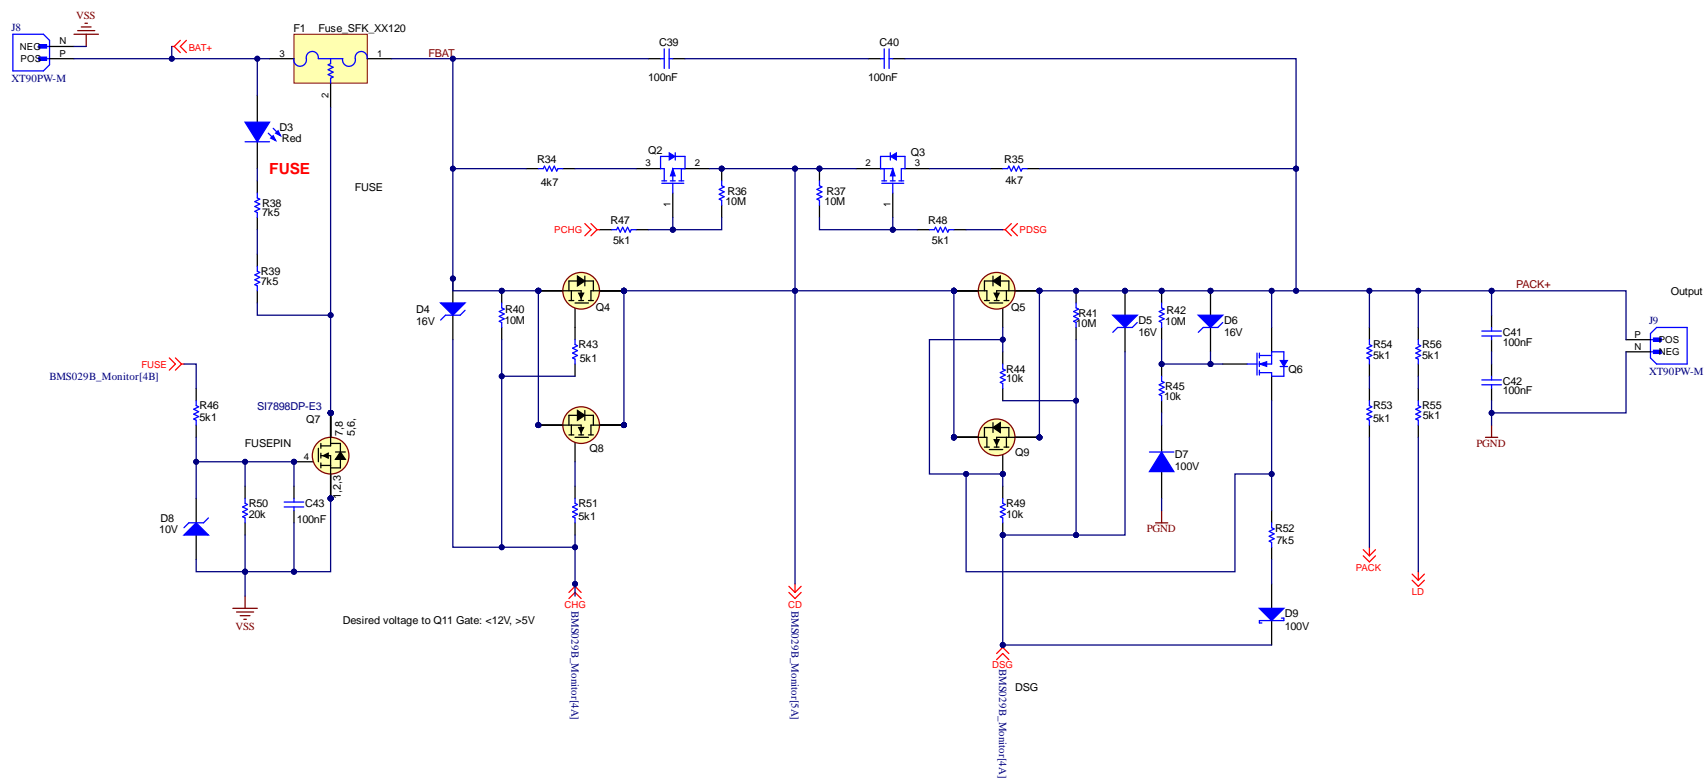 VSS
J8
NEG
N
POS
P
XT90PW-M
BAT+
F1 Fuse_SFK_XX120
3
1
2
FBAT
C39
100nF
C40
100nF
D3
Red
FUSE
FUSE
R38
7k5
R39
7k5
R34
4k7
Q2
3
2
1
R36
10M
PCHG
R47
5k1
Q3
2
3
1
R35
4k7
R37
10M
R48
5k1
PDSG
D4
16V
R40
10M
Q4
R43
5k1
Q8
R51
5k1
CHG
BMS029B_Monitor[4A]
CD
BMS029B_Monitor[5A]
Q5
R44
10k
Q9
R49
10k
DSG
BMS029B_Monitor[4A]
DSG
R41
10M
D5
16V
R42
10M
D6
16V
Q6
R45
10k
D7
100V
PGND
R52
7k5
D9
100V
R54
5k1
R53
5k1
PACK
R56
5k1
R55
5k1
LD
PACK+
Output
C41
100nF
C42
100nF
PGND
J9
P
POS
N
NEG
XT90PW-M
FUSE
BMS029B_Monitor[4B]
R46
5k1
SI7898DP-E3
Q7
7,8
5,6,
FUSEPIN
4
1,2,3
R50
20k
C43
100nF
D8
10V
VSS
Desired voltage to Q11 Gate: <12V, >5V